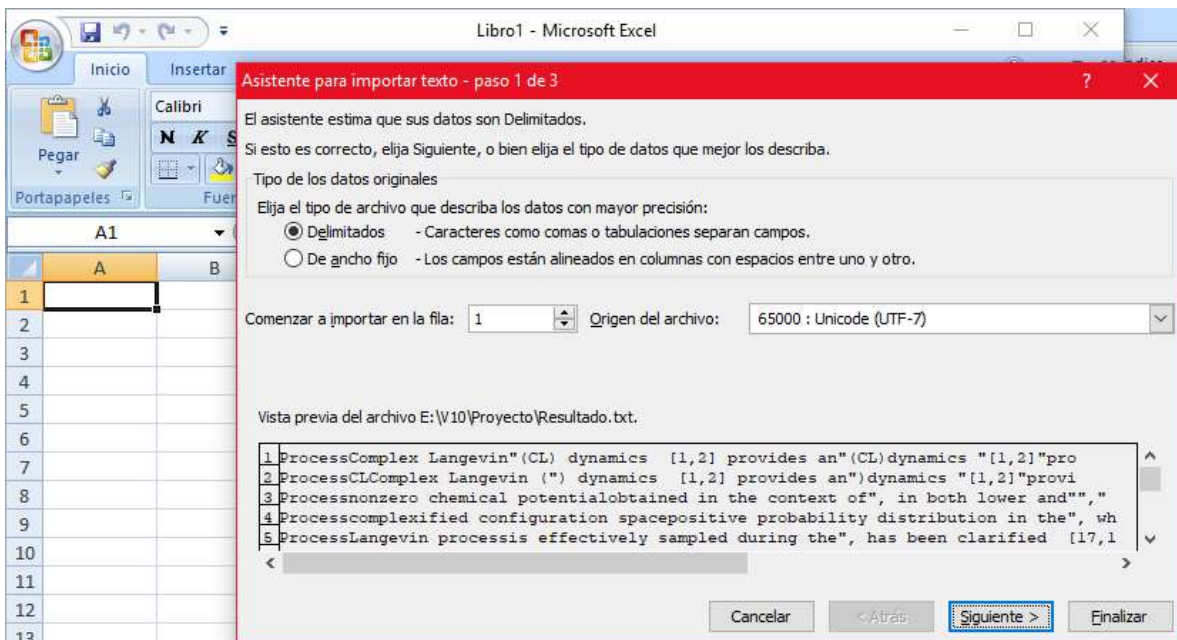 Libro1 - Microsoft Excel
Inicio Insertar
Pegar
Portapapeles
Calibri
N K S
Fuer
A1
A B
1
2
3
4
5
6
7
8
9
10
11
12
13
Asistente para importar texto - paso 1 de 3 ? ×
El asistente estima que sus datos son Delimitados.
Si esto es correcto, elija Siguiente, o bien elija el tipo de datos que mejor los describa.
Tipo de los datos originales
Elija el tipo de archivo que describa los datos con mayor precisión:
Delimitados - Caracteres como comas o tabulaciones separan campos.
De ancho fijo - Los campos están alineados en columnas con espacios entre uno y otro.
Comenzar a importar en la fila: 1 Origen del archivo: 65000 : Unicode (UTF-7)
Vista previa del archivo E:\V10\Proyecto\Resultado.txt.
1 ProcessComplex Langevin"(CL) dynamics  [1,2] provides an"(CL)dynamics "[1,2]"pro
2 ProcessCLComplex Langevin (") dynamics  [1,2] provides an")dynamics "[1,2]"provi
3 Processnonzero chemical potentialobtained in the context of", in both lower and"","
4 Processcomplexified configuration spacepositive probability distribution in the", wh
5 ProcessLangevin processis effectively sampled during the", has been clarified  [17,1
Cancelar < Atrás Siguiente > Finalizar